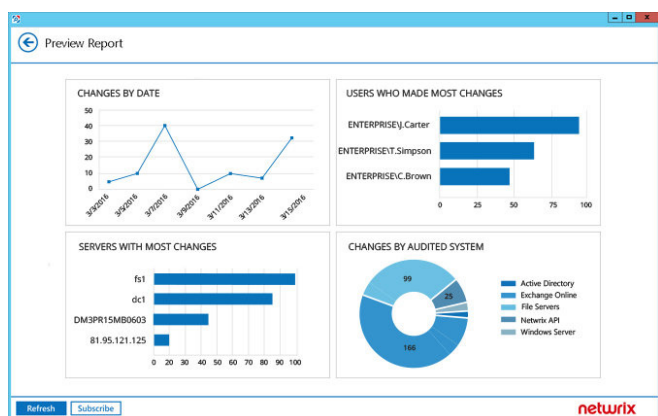 Preview Report
CHANGES BY DATE
50
40
30
20
10
0
3/3/2016
3/5/2016
3/7/2016
3/9/2016
3/11/2016
3/13/2016
3/15/2016
USERS WHO MADE MOST CHANGES
ENTERPRISE\J.Carter
ENTERPRISE\T.Simpson
ENTERPRISE\C.Brown
0 25 50 75 100
SERVERS WITH MOST CHANGES
fs1
dc1
DM3PR15MB0603
81.95.121.125
0 20 30 40 50 60 70 80 90 100
CHANGES BY AUDITED SYSTEM
99
25
166
Active Directory
Exchange Online
File Servers
Netwrix API
Windows Server
Refresh Subscribe
netwrix